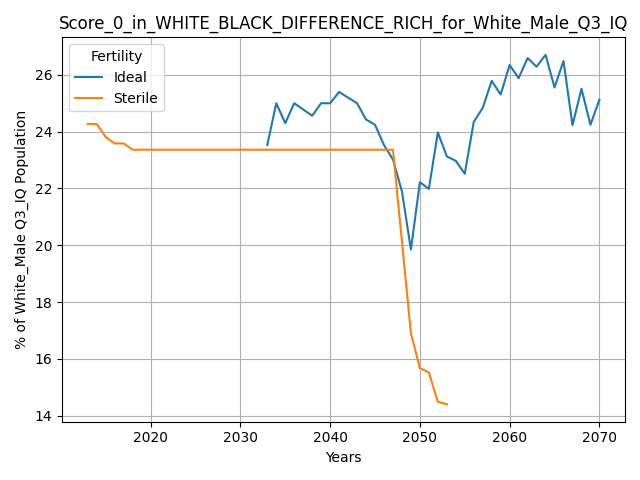 Score_0_in_WHITE_BLACK_DIFFERENCE_RICH_for_White_Male_Q3_IQ
Fertility
Ideal
Sterile
% of White_Male Q3_IQ Population
26
24
22
20
18
16
14
2020
2030
2040
2050
2060
2070
Years